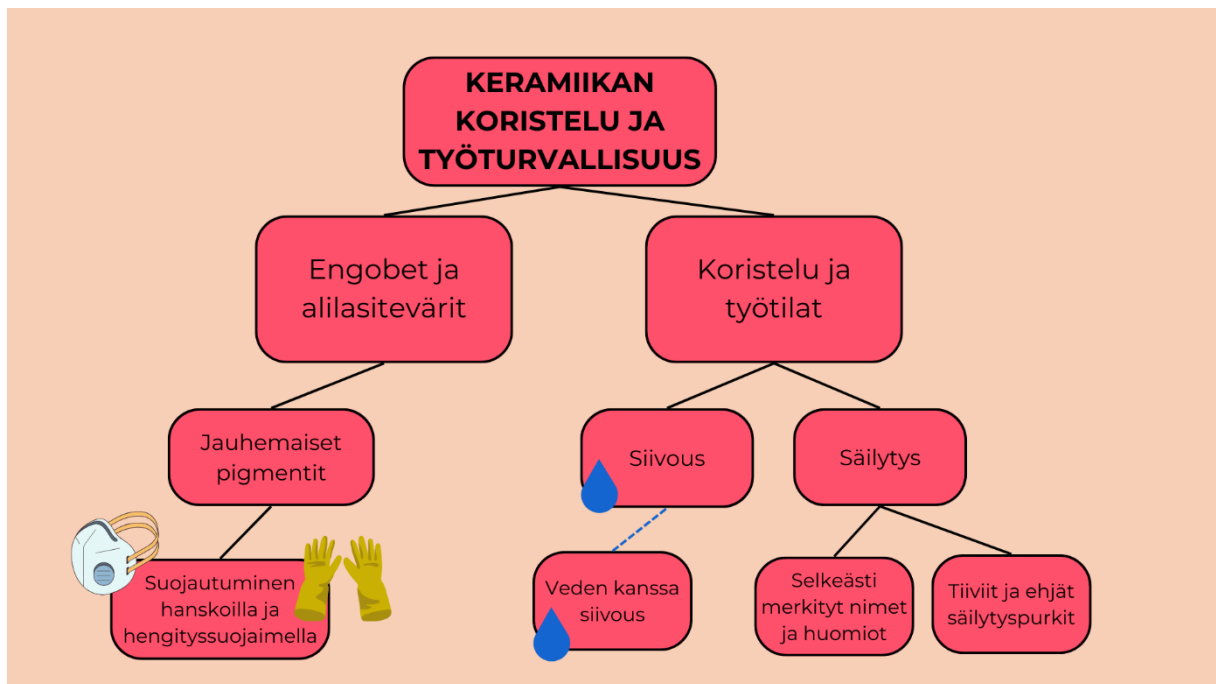 KERAMIIKAN
KORISTELU JA
TYÖTURVALLISUUS
Engobet ja
alilasitevärit
Koristelu ja
työtilat
Jauhemaiset
pigmentit
Siivous
Säilytys
Suojautuminen
hanskoilla ja
hengityssuojaimella
Veden kanssa
siivous
Selkeästi
merkityt nimet
ja huomiot
Tiiviit ja ehjät
säilytyspurkit